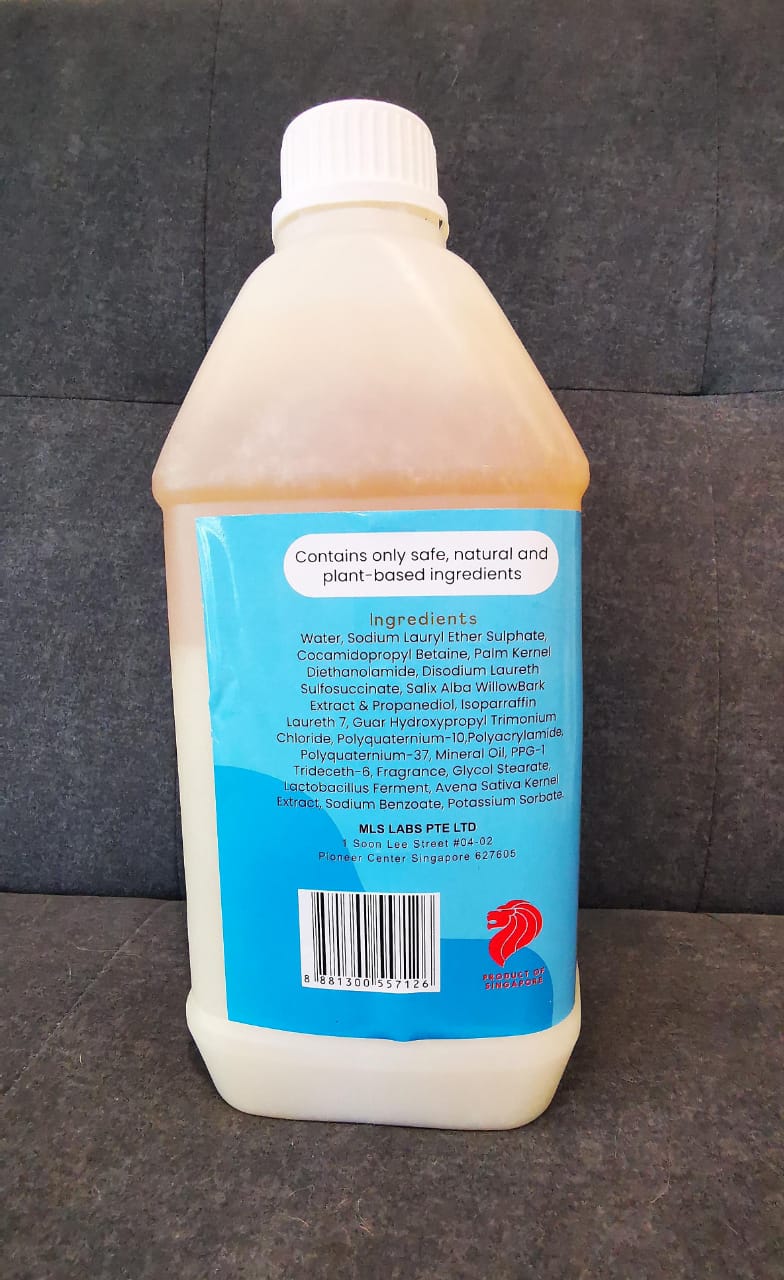 Contains only safe, natural and
plant-based ingredients
Ingredients
Water, Sodium Lauryl Ether Sulphate,
Cocamidopropyl Betaine, Palm Kernel
Diethanolamide, Disodium Laureth
Sulfosuccinate, Salix Alba WillowBark
Extract & Propanediol, Isoparraffin
Laureth 7, Guar Hydroxypropyl Trimonium
Chloride, Polyquaternium-10,Polyacrylamide,
Polyquaternium-37, Mineral Oil, PPG-1
Trideceth-6, Fragrance, Glycol Stearate,
Lactobacillus Ferment, Avena Sativa Kernel
Extract, Sodium Benzoate, Potassium Sorbate.
MLS LABS PTE LTD
1 Soon Lee Street #04-02
Pioneer Center Singapore 627605
8 881300 557126
PRODUCT OF
SINGAPORE